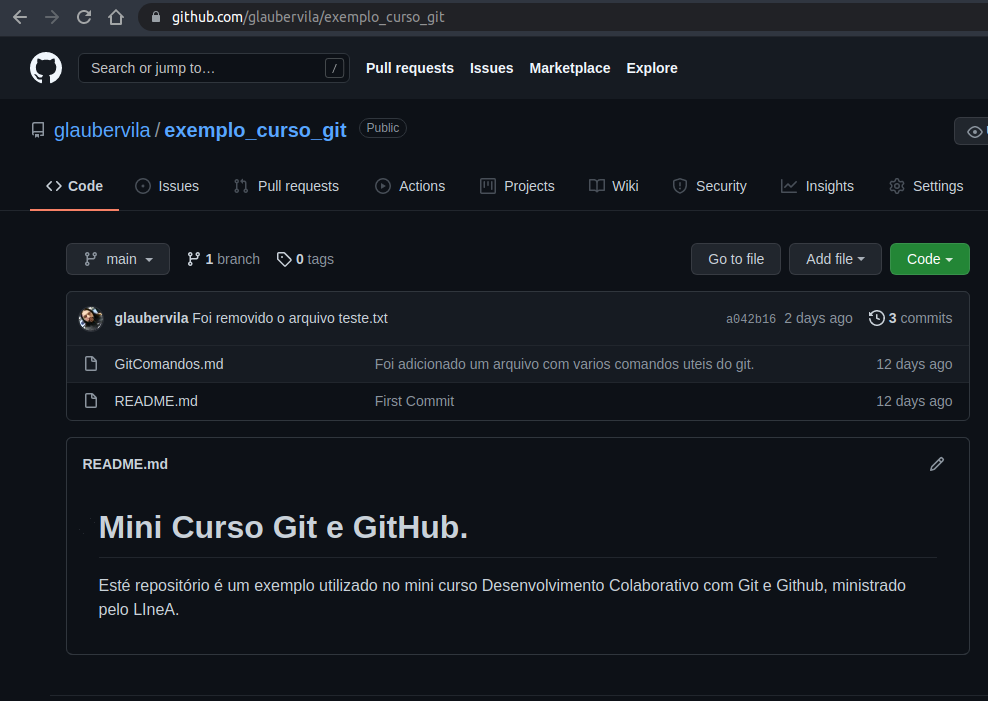 github.com/glaubervila/exemplo_curso_git
Search or jump to… / Pull requests Issues Marketplace Explore
glaubervila / exemplo_curso_git Public
Code Issues Pull requests Actions Projects Wiki Security Insights Settings
main 1 branch 0 tags Go to file Add file Code
glaubervila Foi removido o arquivo teste.txt a042b16 2 days ago 3 commits
GitComandos.md Foi adicionado um arquivo com varios comandos uteis do git. 12 days ago
README.md First Commit 12 days ago
README.md
Mini Curso Git e GitHub.
Esté repositório é um exemplo utilizado no mini curso Desenvolvimento Colaborativo com Git e Github, ministrado
pelo LIneA.